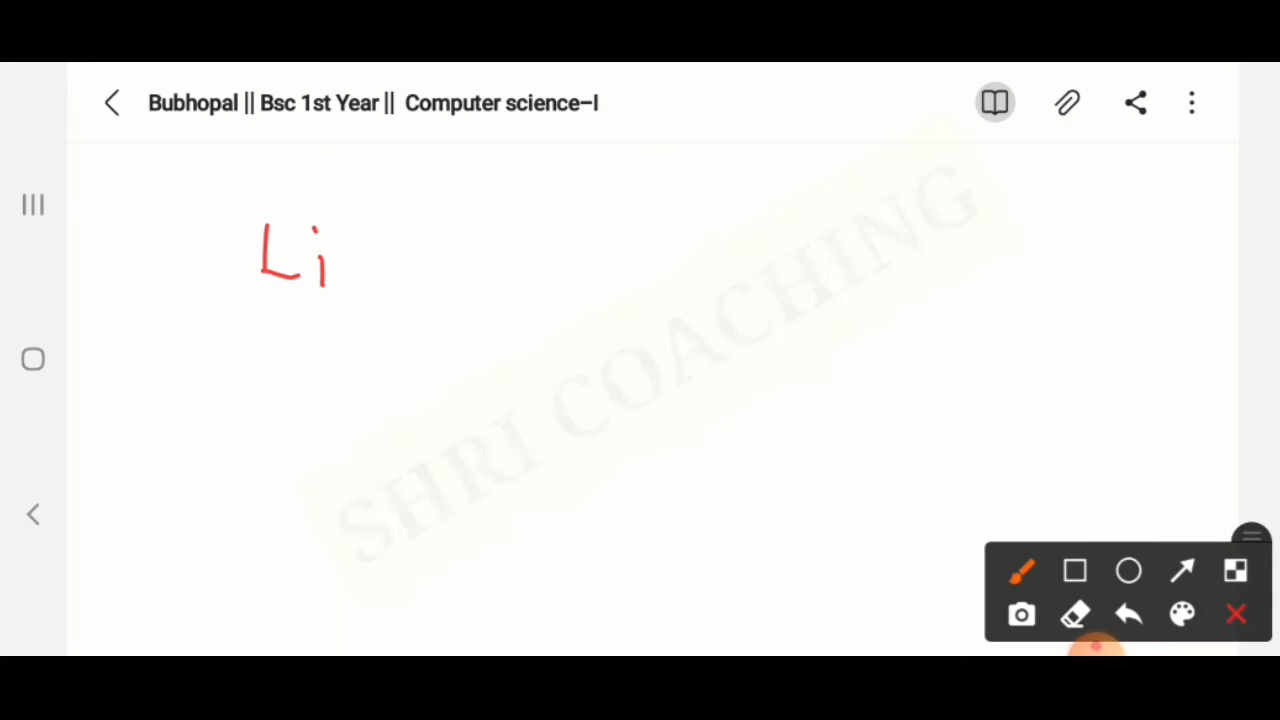 Bubhopal || Bsc 1st Year || Computer science-I
Li
SHRI COACHING